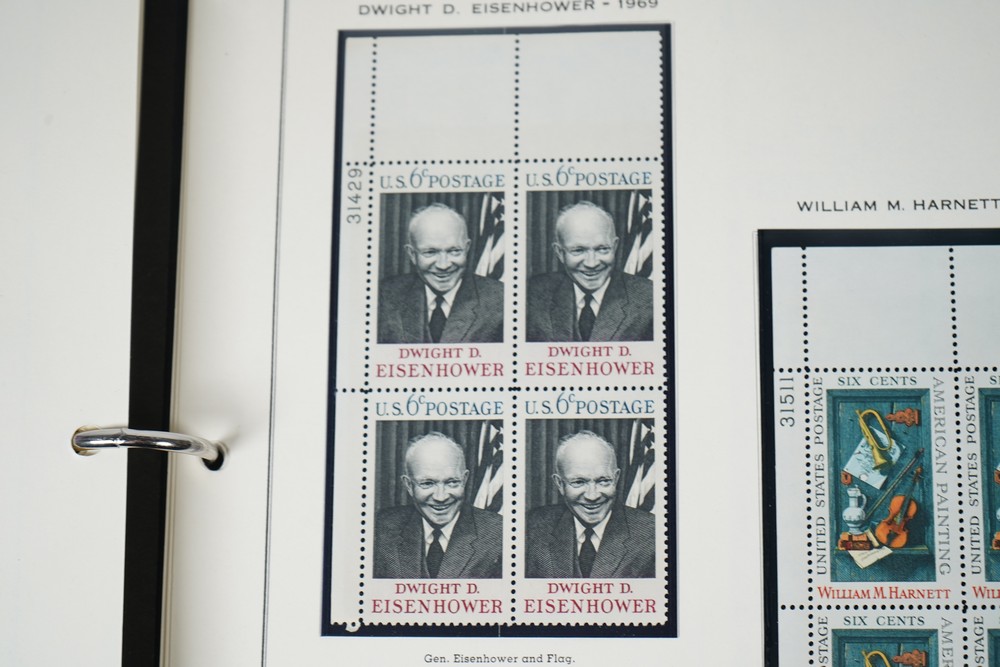 DWIGHT D. EISENHOWER - 1969
31429
U.S. 6c POSTAGE
DWIGHT D.
EISENHOWER
U.S. 6c POSTAGE
DWIGHT D.
EISENHOWER
U.S. 6c POSTAGE
DWIGHT D.
EISENHOWER
U.S. 6c POSTAGE
DWIGHT D.
EISENHOWER
Gen. Eisenhower and Flag.
WILLIAM M. HARNETT
31511
SIX CENTS
UNITED STATES POSTAGE
AMERICAN PAINTING
WILLIAM M. HARNETT
SIX CENTS